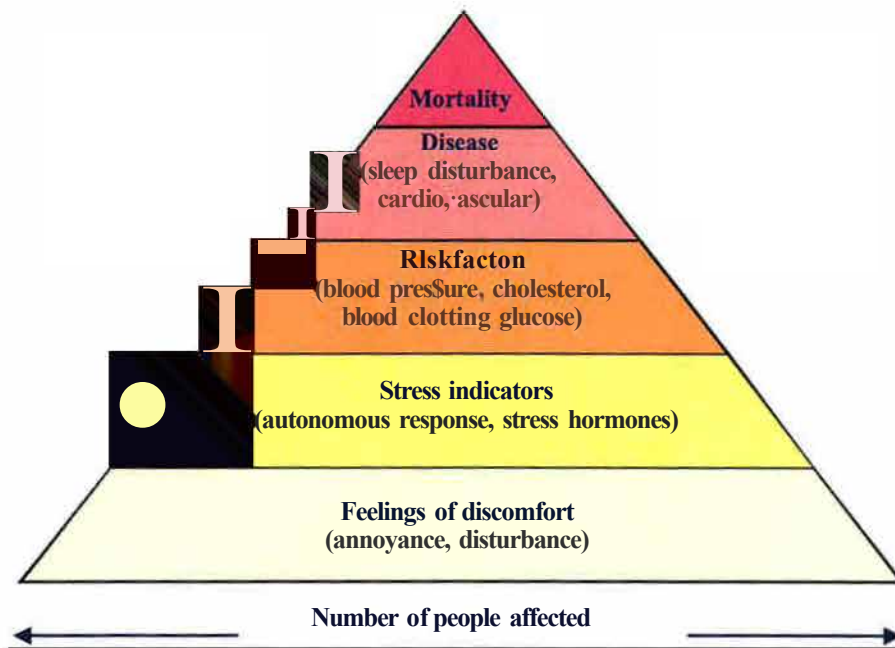 Mortality
Disease
(sleep disturbance,
cardio,·ascular)
Rlskfacton
(blood pres$ure, cholesterol,
blood clotting glucose)
Stress indicators
(autonomous response, stress hormones)
Feelings of discomfort
(annoyance, disturbance)
Number of people affected